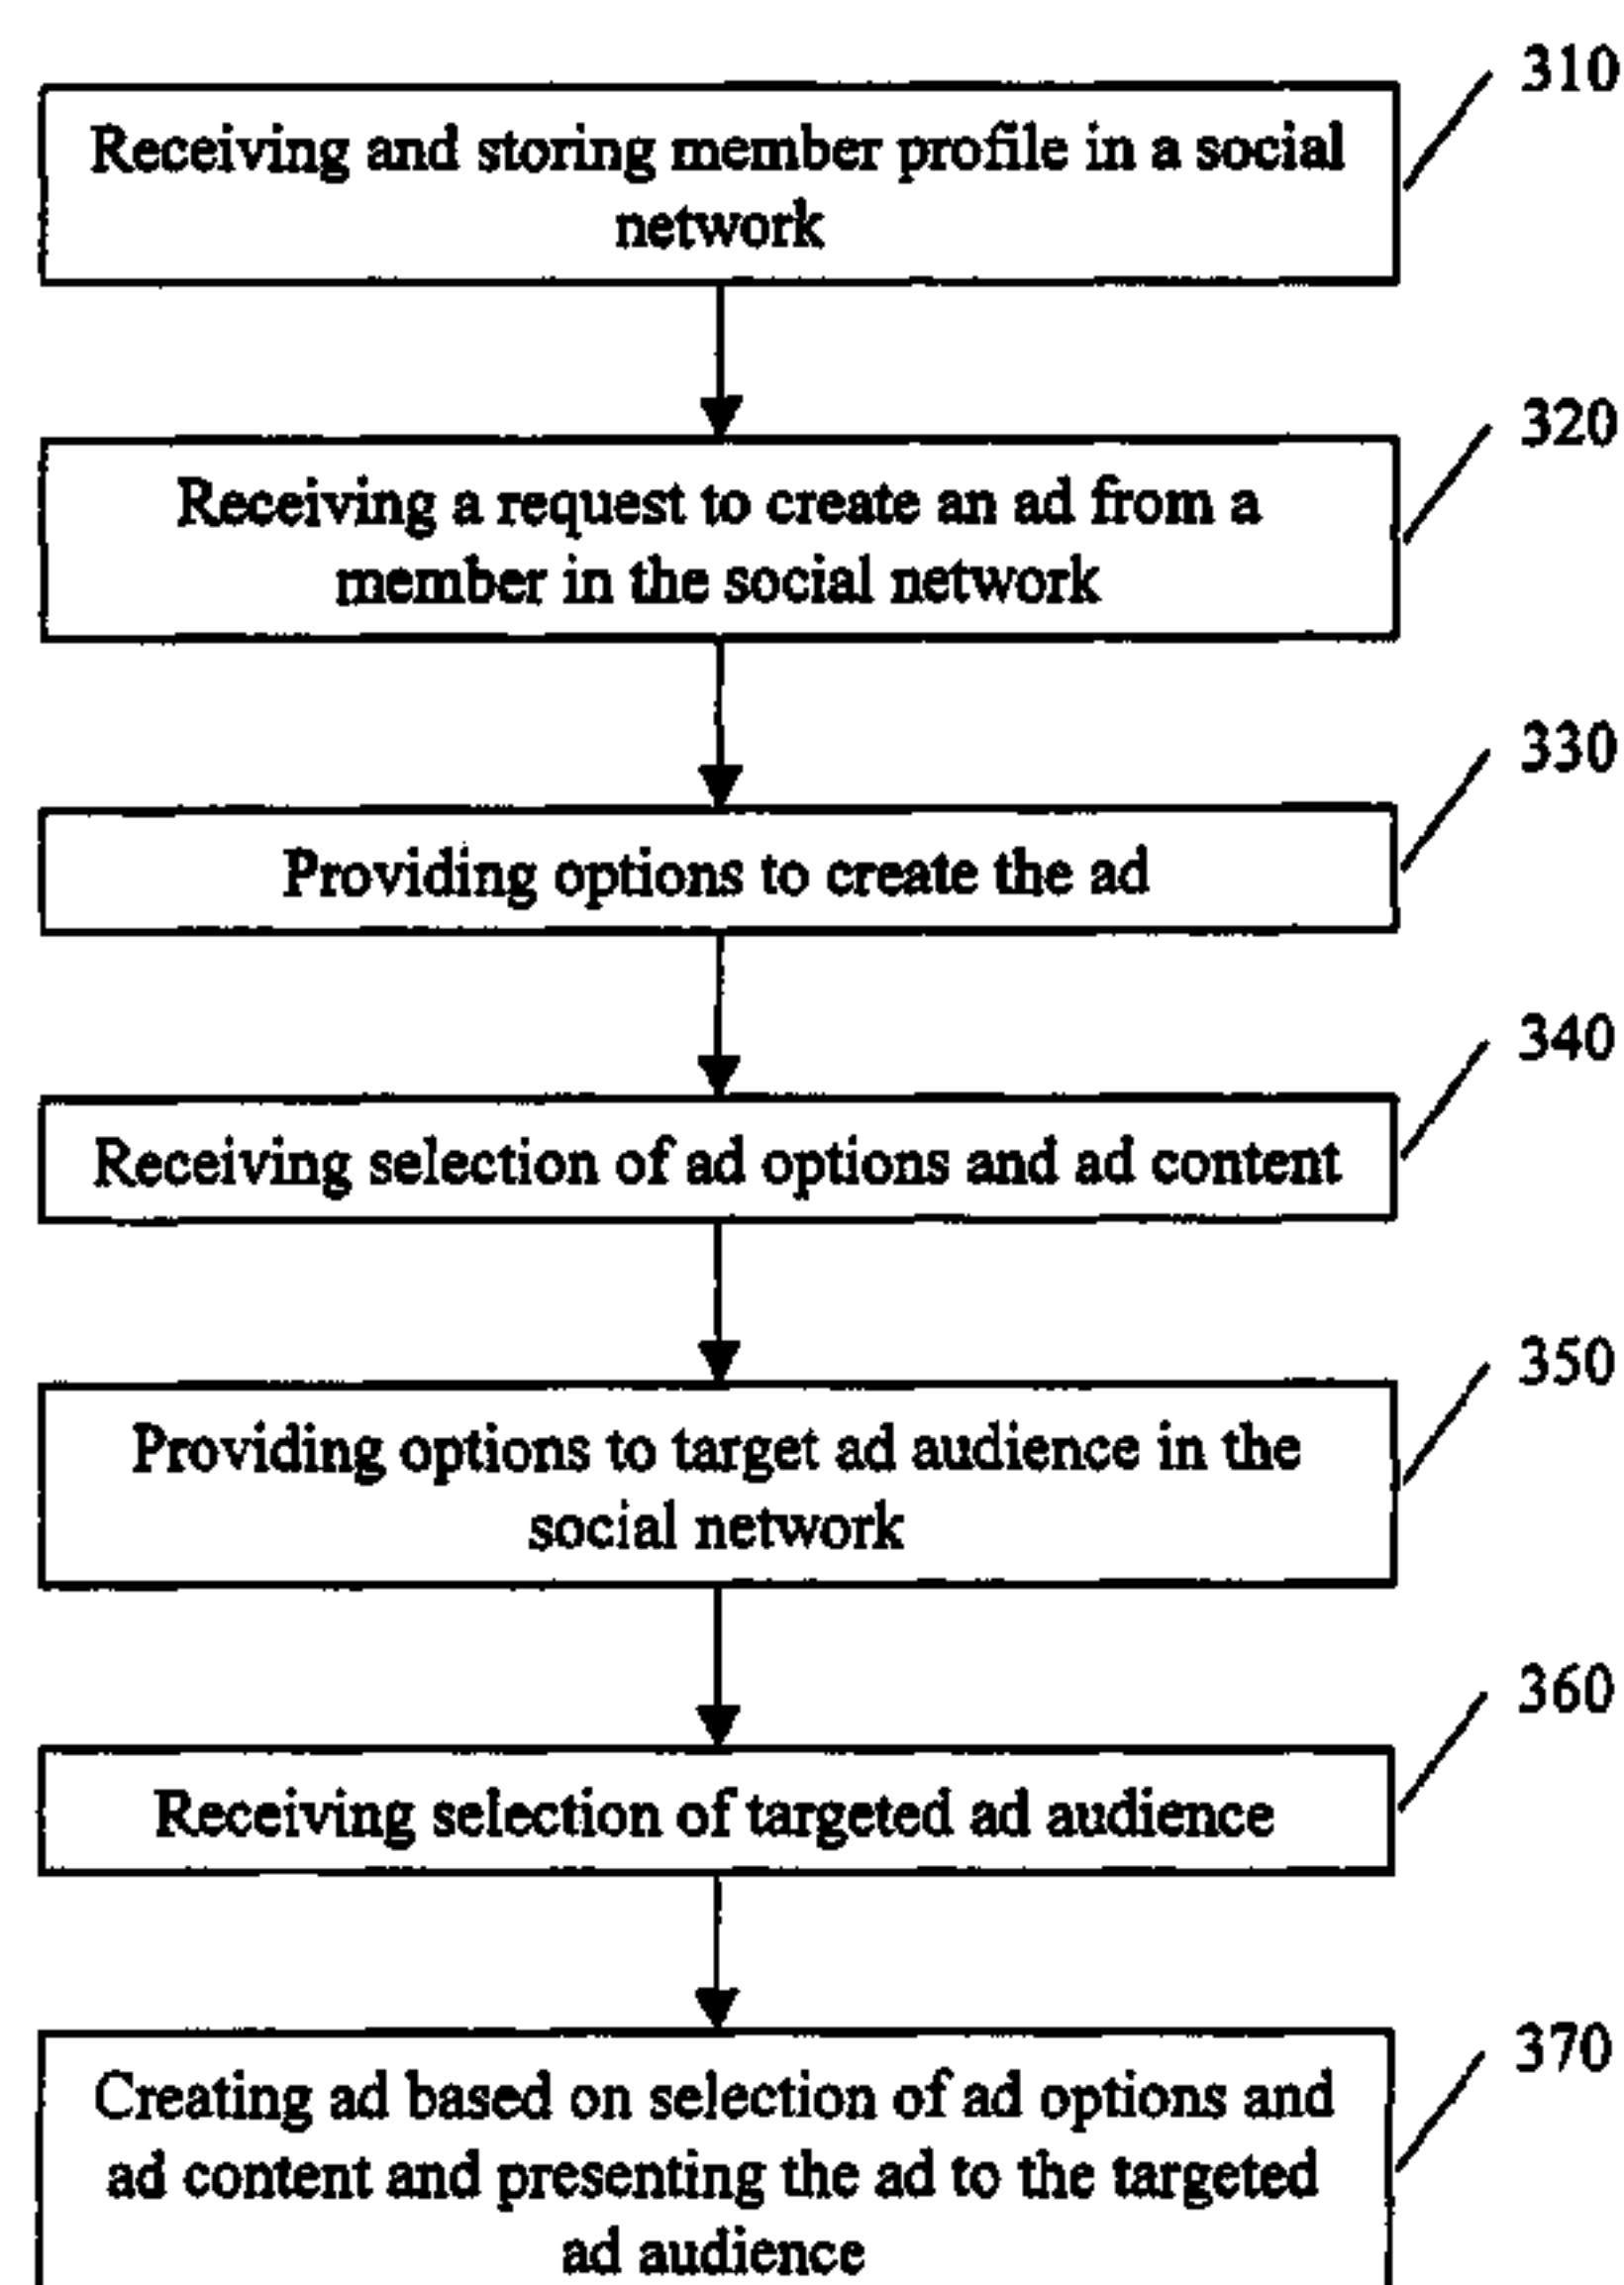 310
Receiving and storing member profile in a social
network
320
Receiving a request to create an ad from a
member in the social network
330
Providing options to create the ad
340
Receiving selection of ad options and ad content
350
Providing options to target ad audience in the
social network
360
Receiving selection of targeted ad audience
370
Creating ad based on selection of ad options and
ad content and presenting the ad to the targeted
ad audience